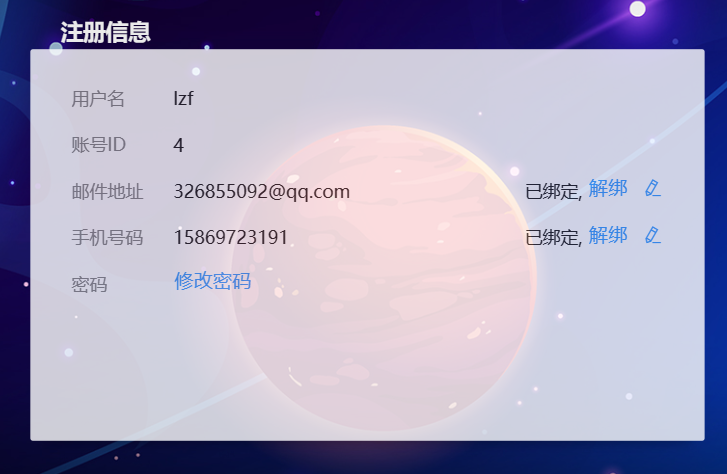 注册信息
用户名 lzf
账号ID 4
邮件地址 326855092@qq.com 已绑定, 解绑
手机号码 15869723191 已绑定, 解绑
密码 修改密码